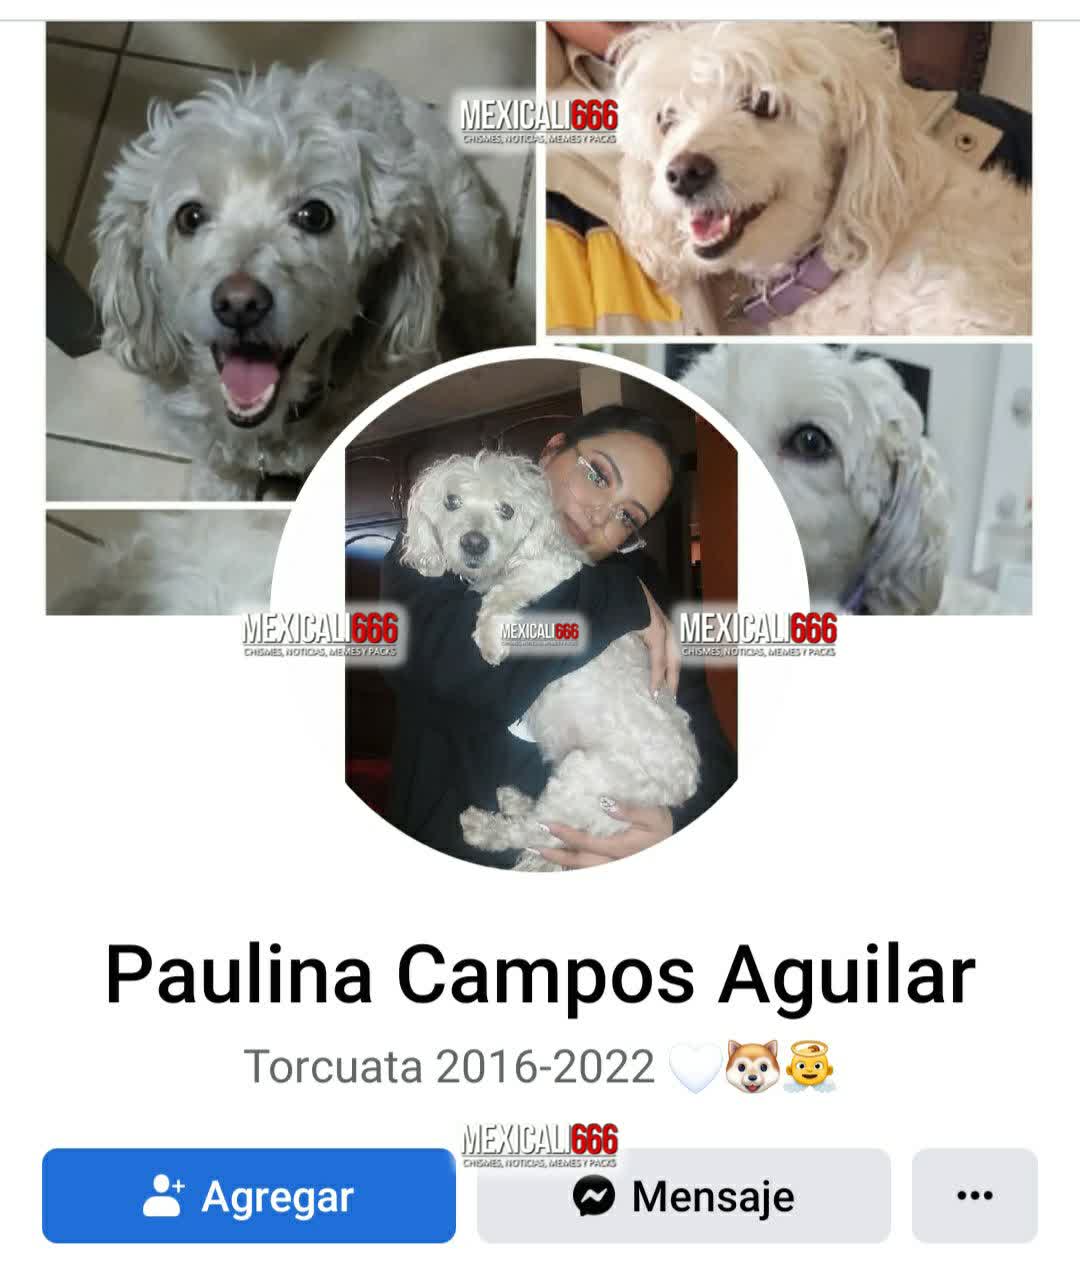 MEXICALI666
CHISMES, NOTICIAS, MEMES Y PACKS
MEXICALI666
CHISMES, NOTICIAS, MEMES Y PACKS
MEXICALI666
MEXICALI666
CHISMES, NOTICIAS, MEMES Y PACKS
Paulina Campos Aguilar
Torcuata 2016-2022 🤍🐶👼
MEXICALI666
CHISMES, NOTICIAS, MEMES Y PACKS
Agregar
Mensaje